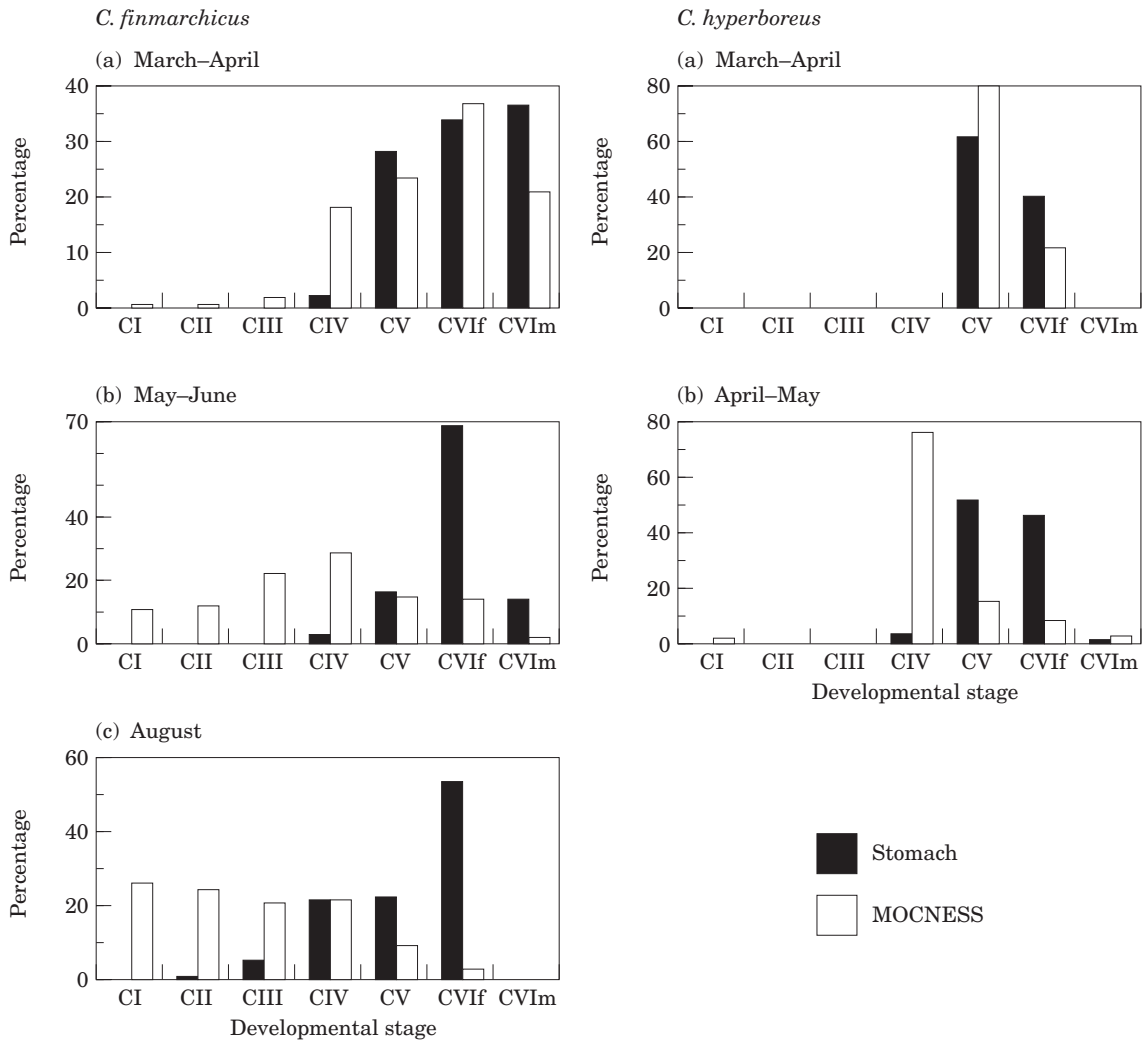 C. finmarchicus
(a) March–April
Percentage
40
30
20
10
0
CI CII CIII CIV CV CVIf CVIm
(b) May–June
Percentage
70
40
20
0
CI CII CIII CIV CV CVIf CVIm
(c) August
Percentage
60
40
20
0
CI CII CIII CIV CV CVIf CVIm
Developmental stage
C. hyperboreus
(a) March–April
Percentage
80
60
40
20
0
CI CII CIII CIV CV CVIf CVIm
(b) April–May
Percentage
80
60
40
20
0
CI CII CIII CIV CV CVIf CVIm
Developmental stage
Stomach
MOCNESS